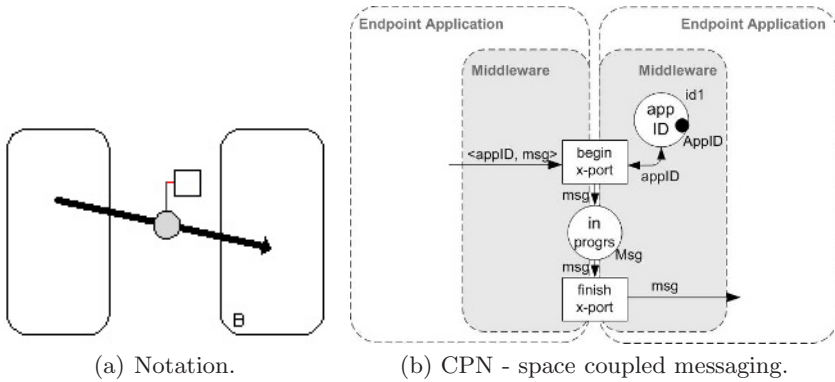 B
(a) Notation.
Endpoint Application
Endpoint Application
Middleware
Middleware
id1
app
ID
AppID
<appID, msg>
begin
x-port
appID
msg
in
progrs
Msg
msg
finish
x-port
msg
(b) CPN - space coupled messaging.